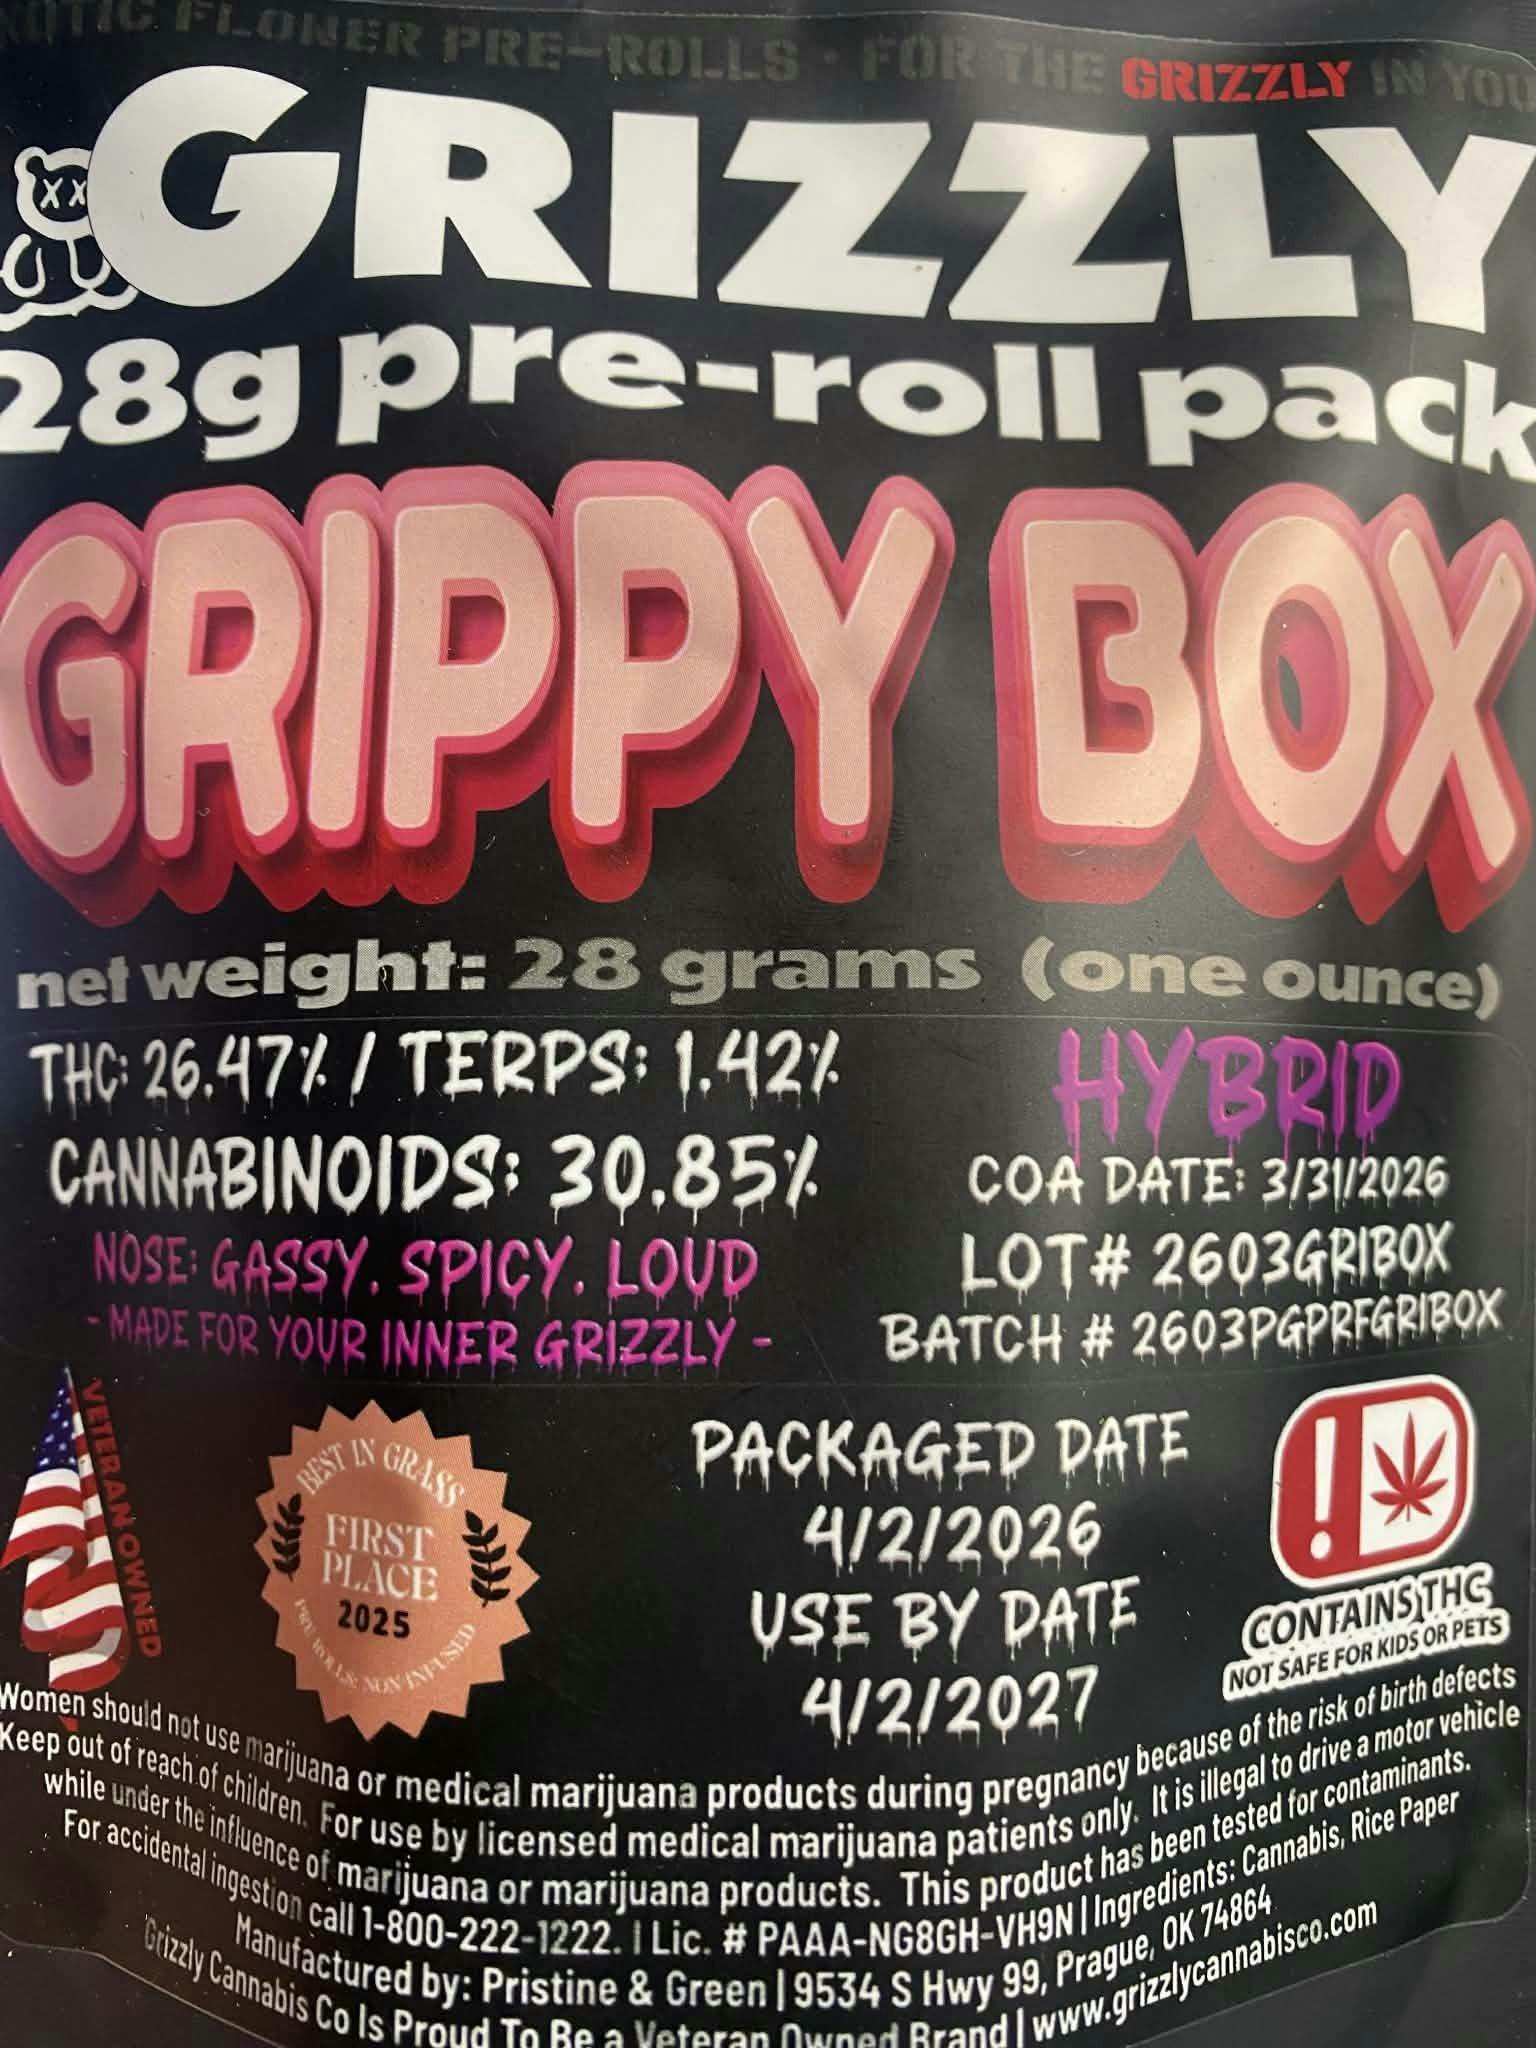 EXOTIC FLOWER PRE-ROLLS · FOR THE GRIZZLY IN YOU
XX
GRIZZLY
28g pre-roll pack
GRIPPY BOX
net weight: 28 grams (one ounce)
THC: 26.47% / TERPS: 1.42%
CANNABINOIDS: 30.85%
NOSE: GASSY. SPICY. LOUD
- MADE FOR YOUR INNER GRIZZLY -
HYBRID
COA DATE: 3/31/2026
LOT# 2603GRIBOX
BATCH # 2603PGPRFGRIBOX
VETERAN OWNED
BEST IN GRASS
FIRST
PLACE
2025
PRE ROLLS: NON INFUSED
PACKAGED DATE
4/2/2026
USE BY DATE
4/2/2027
!
CONTAINS THC
NOT SAFE FOR KIDS OR PETS
Women should not use marijuana or medical marijuana products during pregnancy because of the risk of birth defects
Keep out of reach of children. For use by licensed medical marijuana patients only. It is illegal to drive a motor vehicle
while under the influence of marijuana or marijuana products. This product has been tested for contaminants.
For accidental ingestion call 1-800-222-1222. | Lic. # PAAA-NG8GH-VH9N | Ingredients: Cannabis, Rice Paper
Manufactured by: Pristine & Green | 9534 S Hwy 99, Prague, OK 74864
Grizzly Cannabis Co Is Proud To Be a Veteran Owned Brand | www.grizzlycannabisco.com